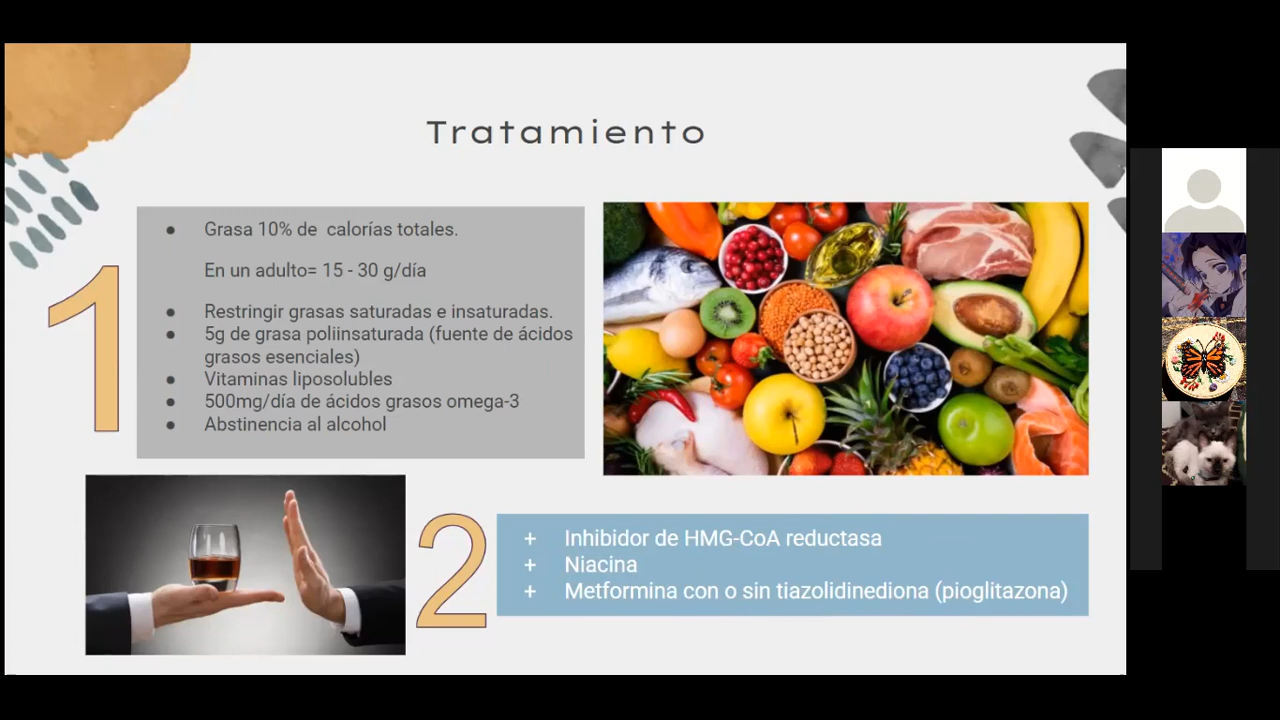 Tratamiento
1
● Grasa 10% de calorías totales.
En un adulto= 15 - 30 g/día
● Restringir grasas saturadas e insaturadas.
● 5g de grasa poliinsaturada (fuente de ácidos
grasos esenciales)
● Vitaminas liposolubles
● 500mg/día de ácidos grasos omega-3
● Abstinencia al alcohol
2
+ Inhibidor de HMG-CoA reductasa
+ Niacina
+ Metformina con o sin tiazolidinediona (pioglitazona)